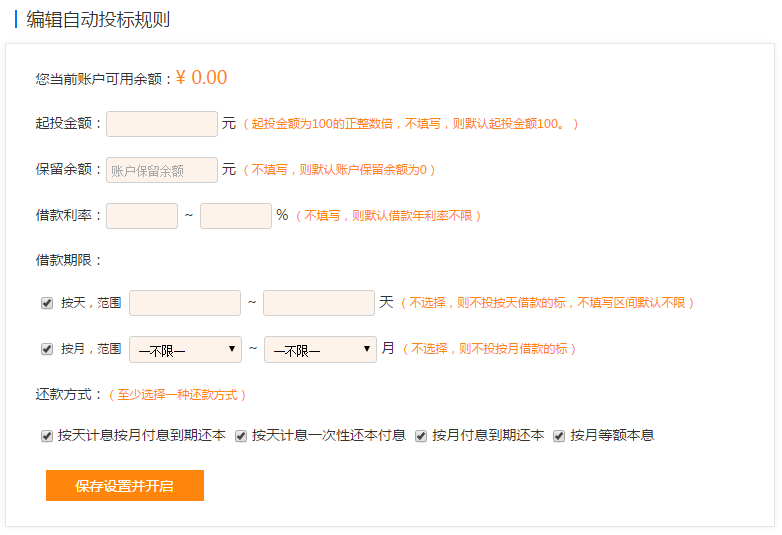 编辑自动投标规则
您当前账户可用余额：¥ 0.00
起投金额： 元 （ 起投金额为100的正整数倍，不填写，则默认起投金额100。 ）
保留余额： 账户保留余额 元 （ 不填写，则默认账户保留余额为0 ）
借款利率： ~ % （ 不填写，则默认借款年利率不限 ）
借款期限：
按天，范围 ~ 天 （ 不选择，则不投按天借款的标，不填写区间默认不限 ）
按月，范围 —不限— ~ —不限— 月 （ 不选择，则不投按月借款的标 ）
还款方式：（ 至少选择一种还款方式 ）
按天计息按月付息到期还本 按天计息一次性还本付息 按月付息到期还本 按月等额本息
保存设置并开启